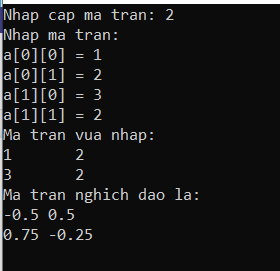 Nhap cap ma tran: 2
Nhap ma tran:
a[0][0] = 1
a[0][1] = 2
a[1][0] = 3
a[1][1] = 2
Ma tran vua nhap:
1 2
3 2
Ma tran nghich dao la:
-0.5 0.5
0.75 -0.25